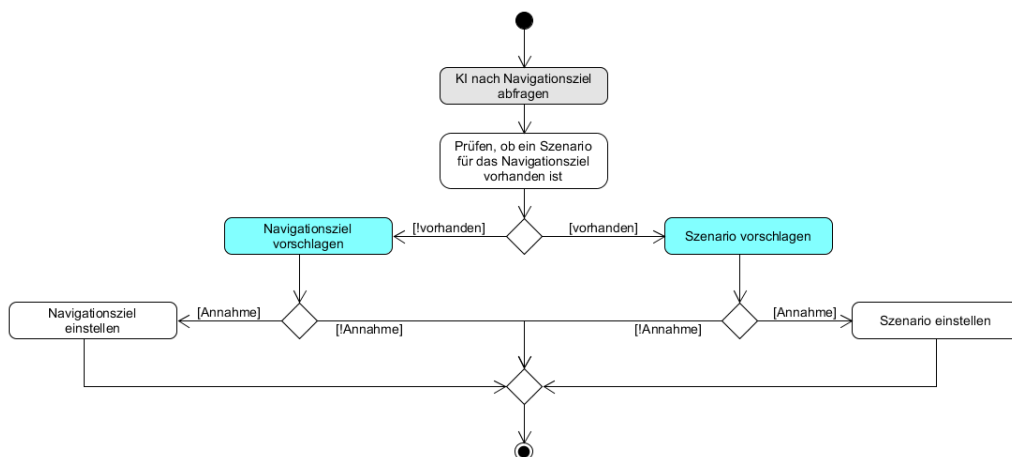 KI nach Navigationsziel
abfragen
Prüfen, ob ein Szenario
für das Navigationsziel
vorhanden ist
[!vorhanden]
[vorhanden]
Navigationsziel
vorschlagen
Szenario vorschlagen
Navigationsziel
einstellen
[Annahme]
[!Annahme]
[!Annahme]
[Annahme]
Szenario einstellen